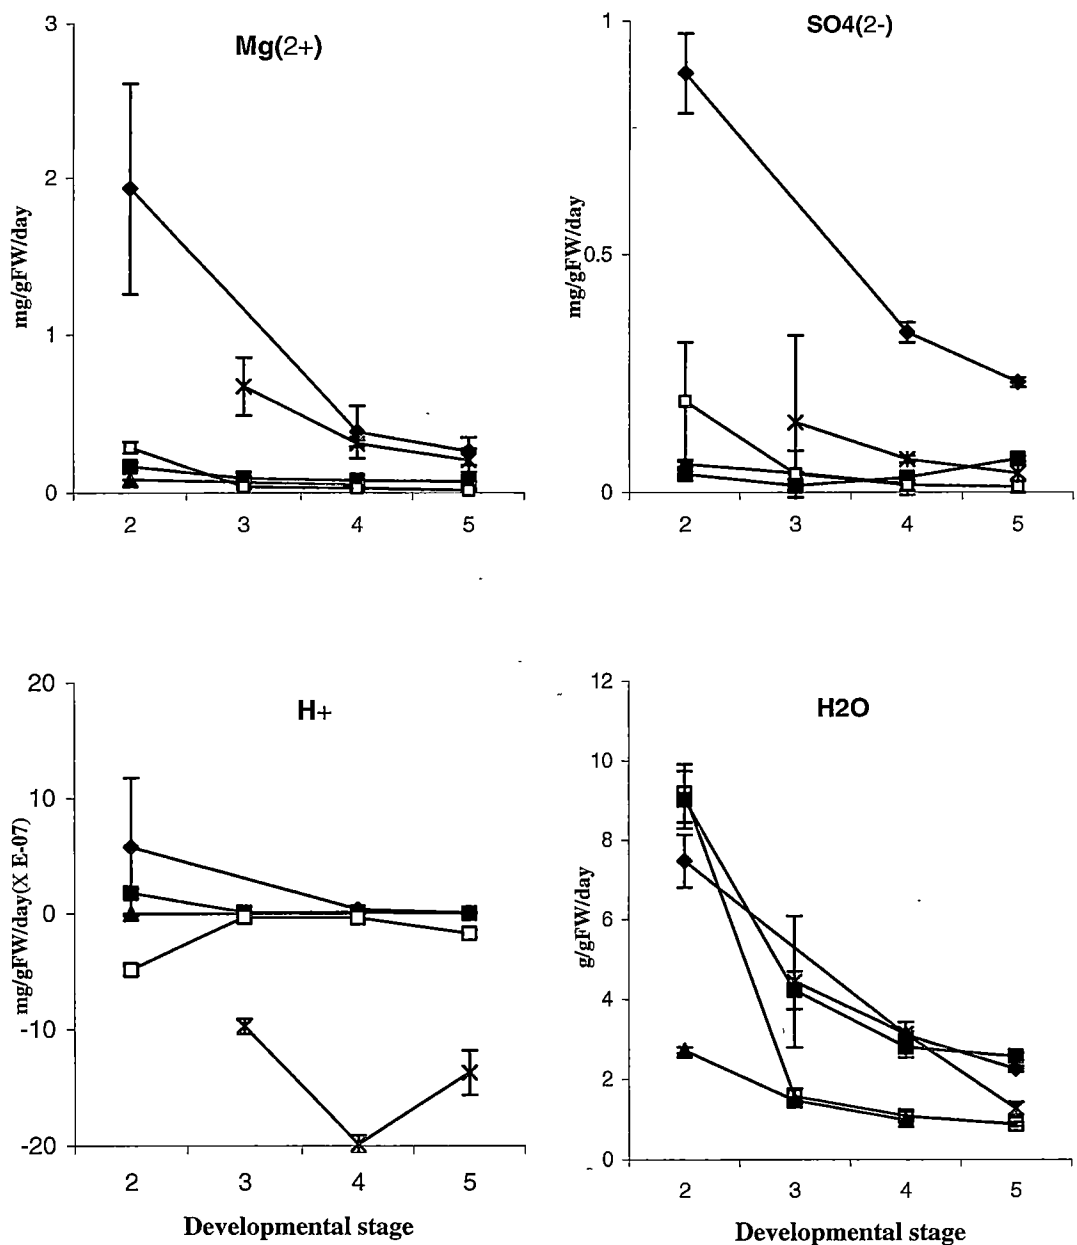 Mg(2+)
mg/gFW/day
3
2
1
0
2 3 4 5
SO4(2-)
mg/gFW/day
1
0.5
0
2 3 4 5
H+
mg/gFW/day(X E-07)
20
10
0
-10
-20
2 3 4 5
Developmental stage
H2O
g/gFW/day
12
10
8
6
4
2
0
2 3 4 5
Developmental stage